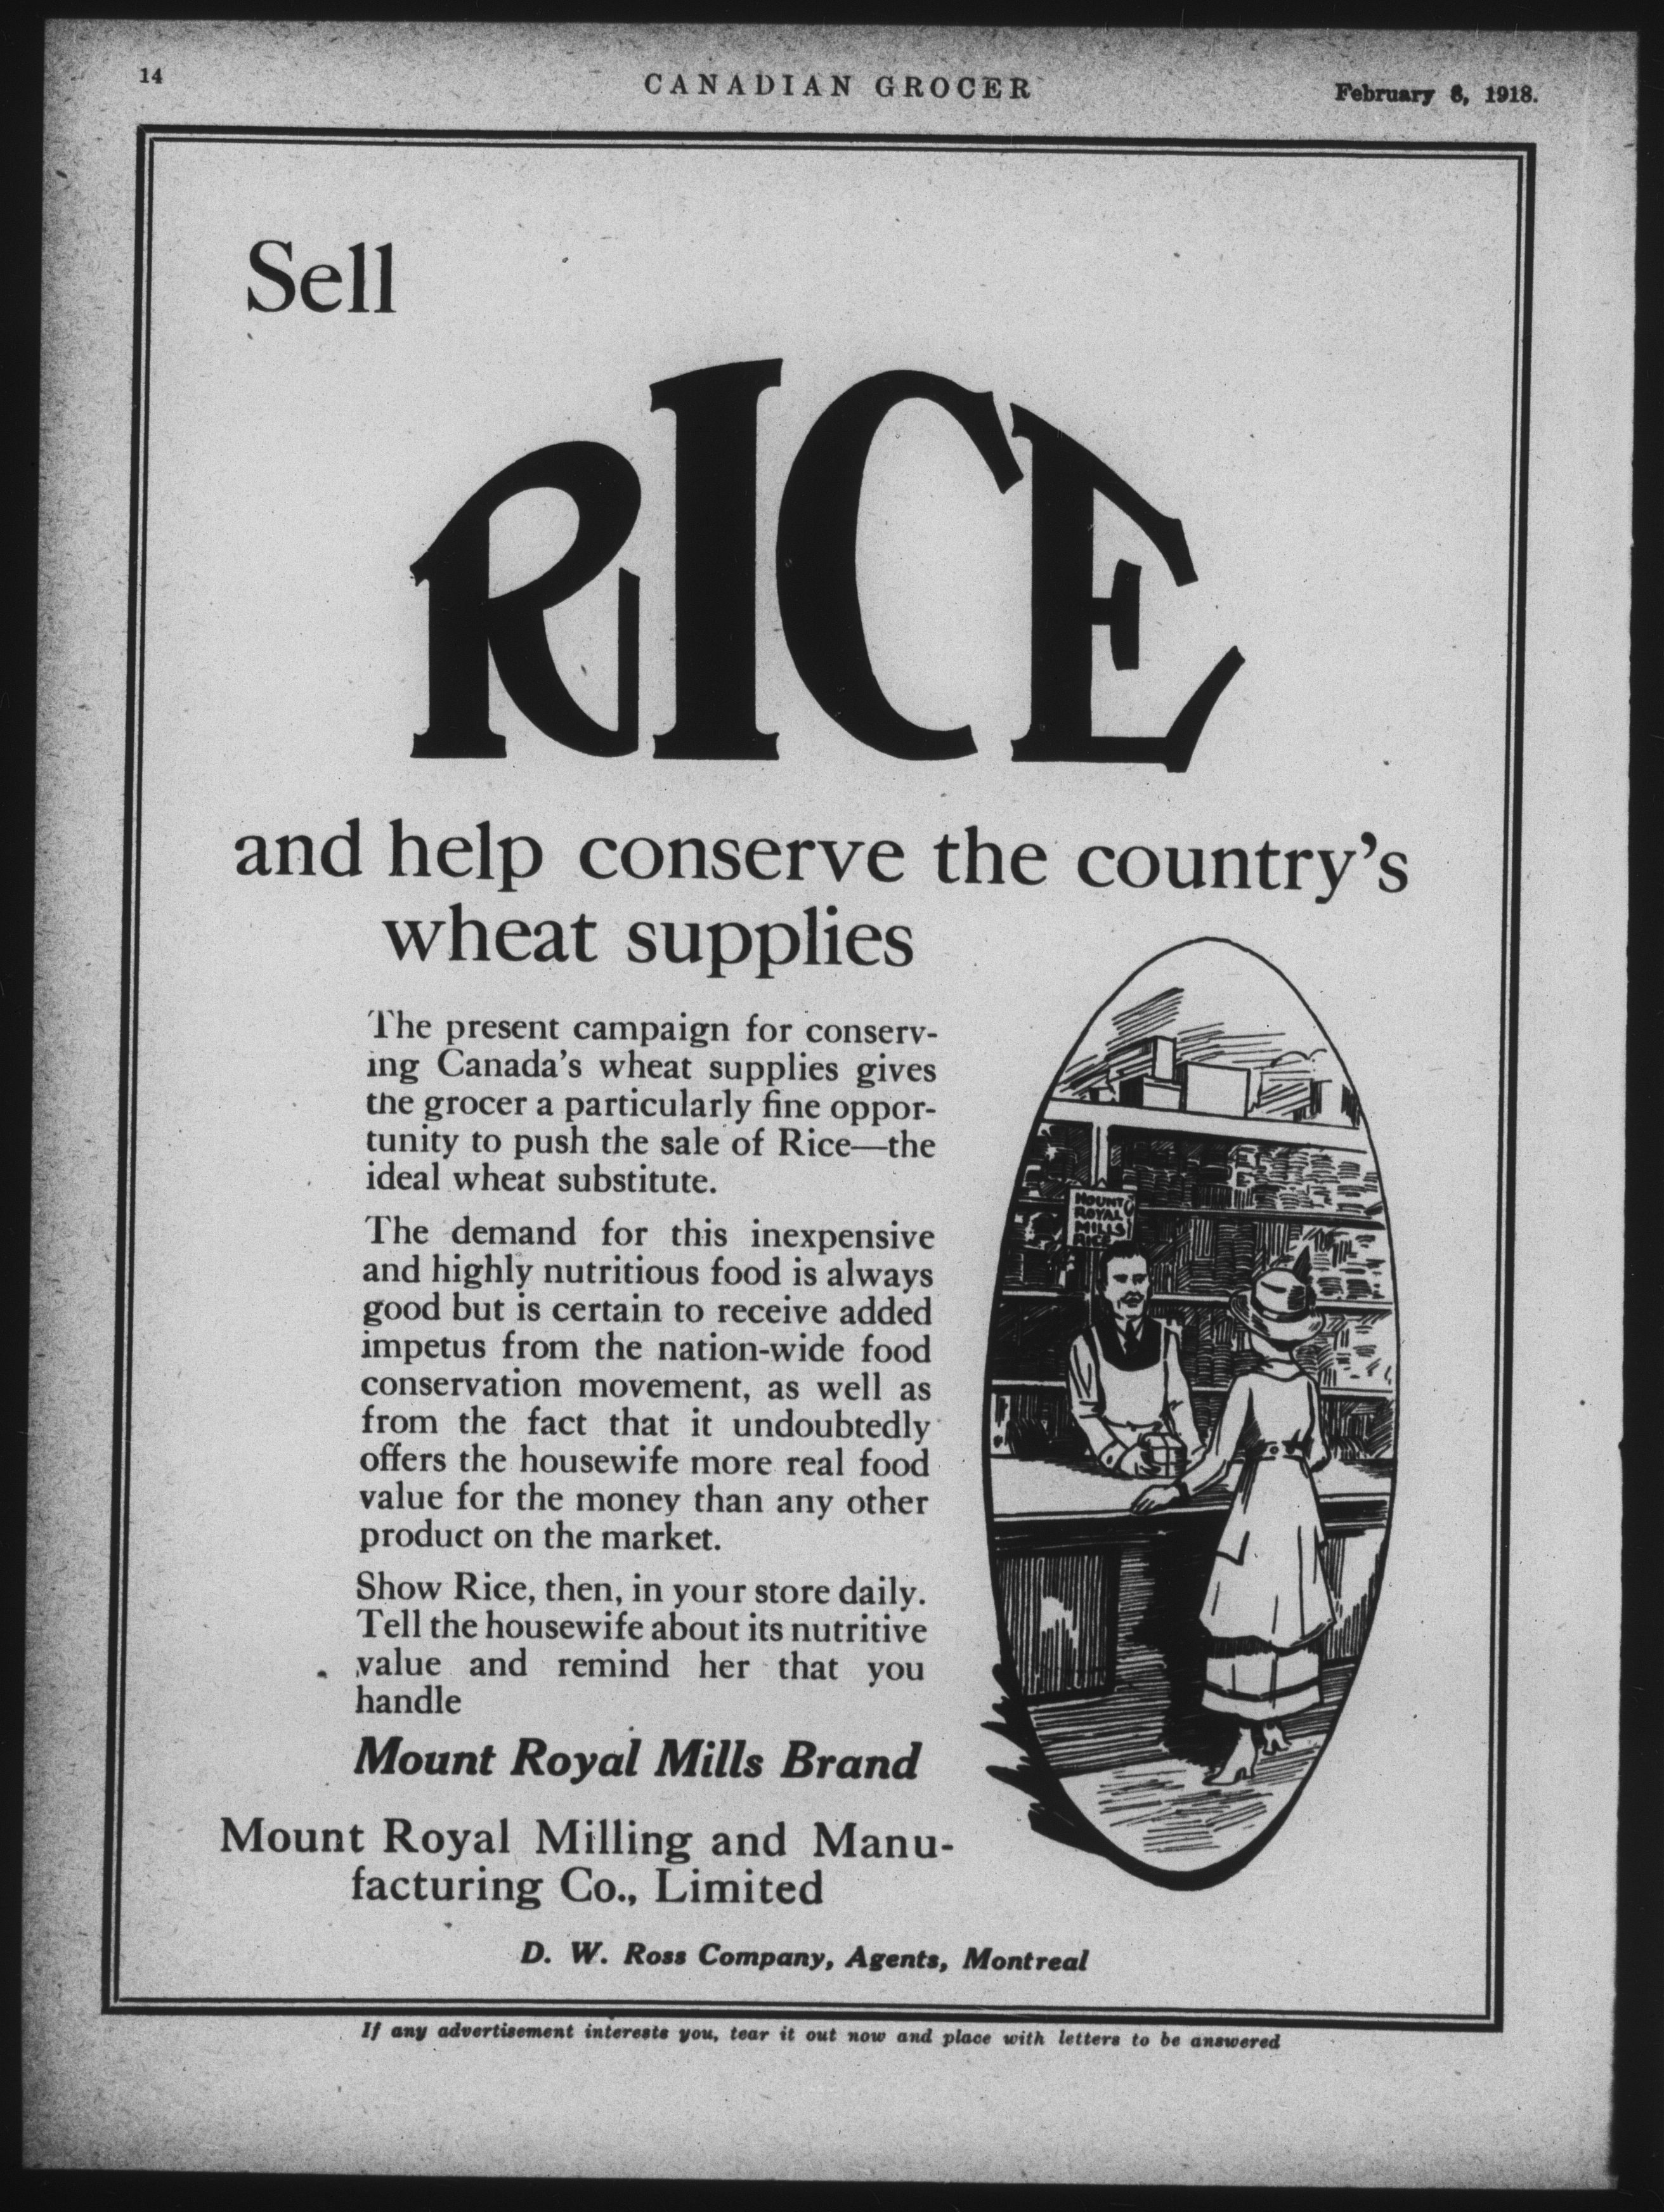 14
CANADIAN GROCER
February 8, 1918.
Sell
RICE
and help conserve the country's
wheat supplies
The present campaign for conserv-
ing Canada's wheat supplies gives
the grocer a particularly fine oppor-
tunity to push the sale of Rice—the
ideal wheat substitute.
The demand for this inexpensive
and highly nutritious food is always
good but is certain to receive added
impetus from the nation-wide food
conservation movement, as well as
from the fact that it undoubtedly
offers the housewife more real food
value for the money than any other
product on the market.
Show Rice, then, in your store daily.
Tell the housewife about its nutritive
value and remind her that you
handle
MOUNT
ROYAL
MILLS
RICE
Mount Royal Mills Brand
Mount Royal Milling and Manu-
facturing Co., Limited
D. W. Ross Company, Agents, Montreal
If any advertisement interests you, tear it out now and place with letters to be answered